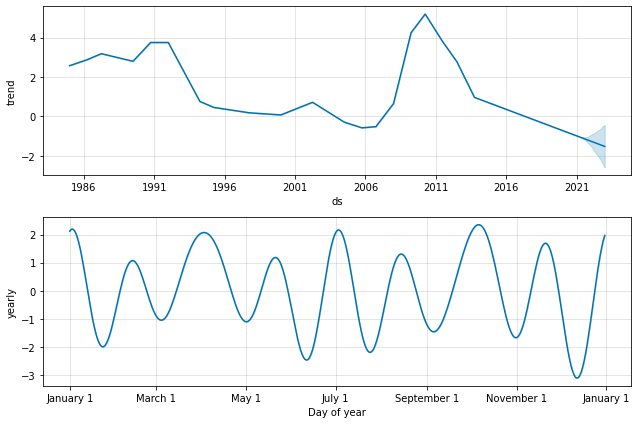 4
2
0
−2
trend
1986 1991 1996 2001 2006 2011 2016 2021
ds
2
1
0
−1
−2
−3
yearly
January 1 March 1 May 1 July 1 September 1 November 1 January 1
Day of year